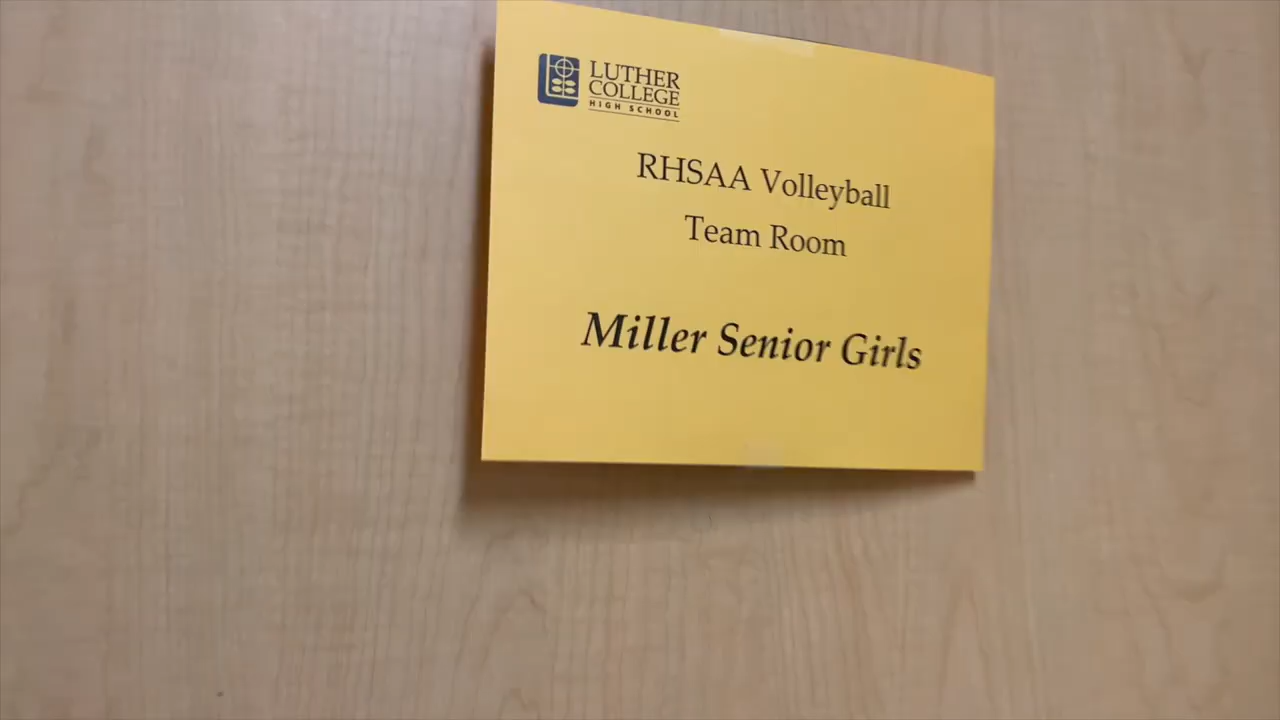 LUTHER
COLLEGE
HIGH SCHOOL
RHSAA Volleyball
Team Room
Miller Senior Girls